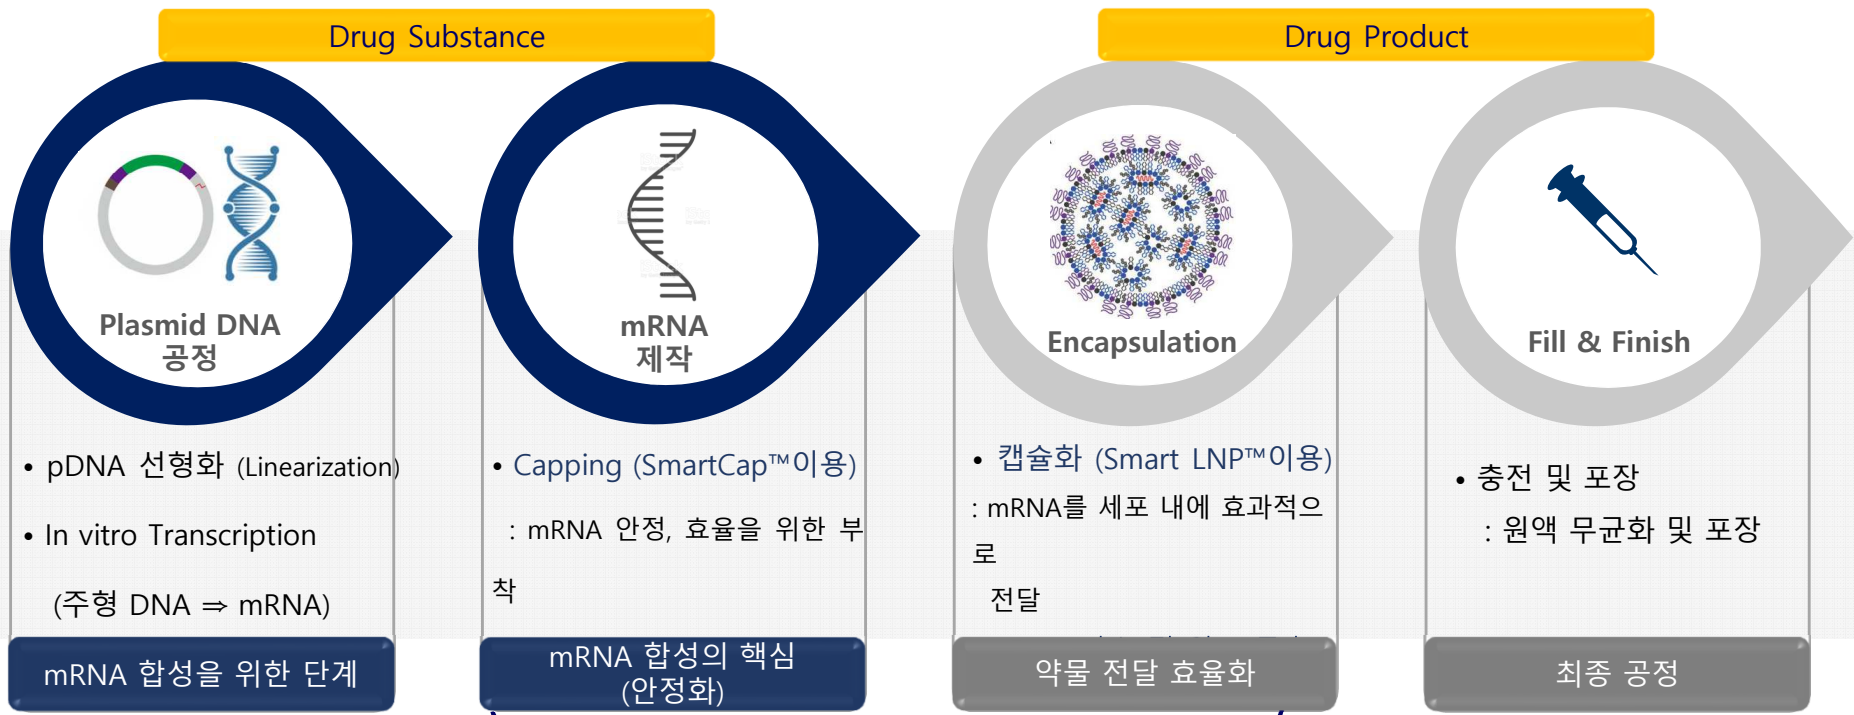 Drug Substance
Drug Product
Plasmid DNA
공정
mRNA
제작
Encapsulation
Fill & Finish
• pDNA 선형화 (Linearization)
• In vitro Transcription
(주형 DNA ⇒ mRNA)
• Capping (SmartCap™이용)
: mRNA 안정, 효율을 위한 부
착
• 캡슐화 (Smart LNP™이용)
: mRNA를 세포 내에 효과적으
로
전달
• 충전 및 포장
: 원액 무균화 및 포장
mRNA 합성을 위한 단계
mRNA 합성의 핵심
(안정화)
약물 전달 효율화
최종 공정